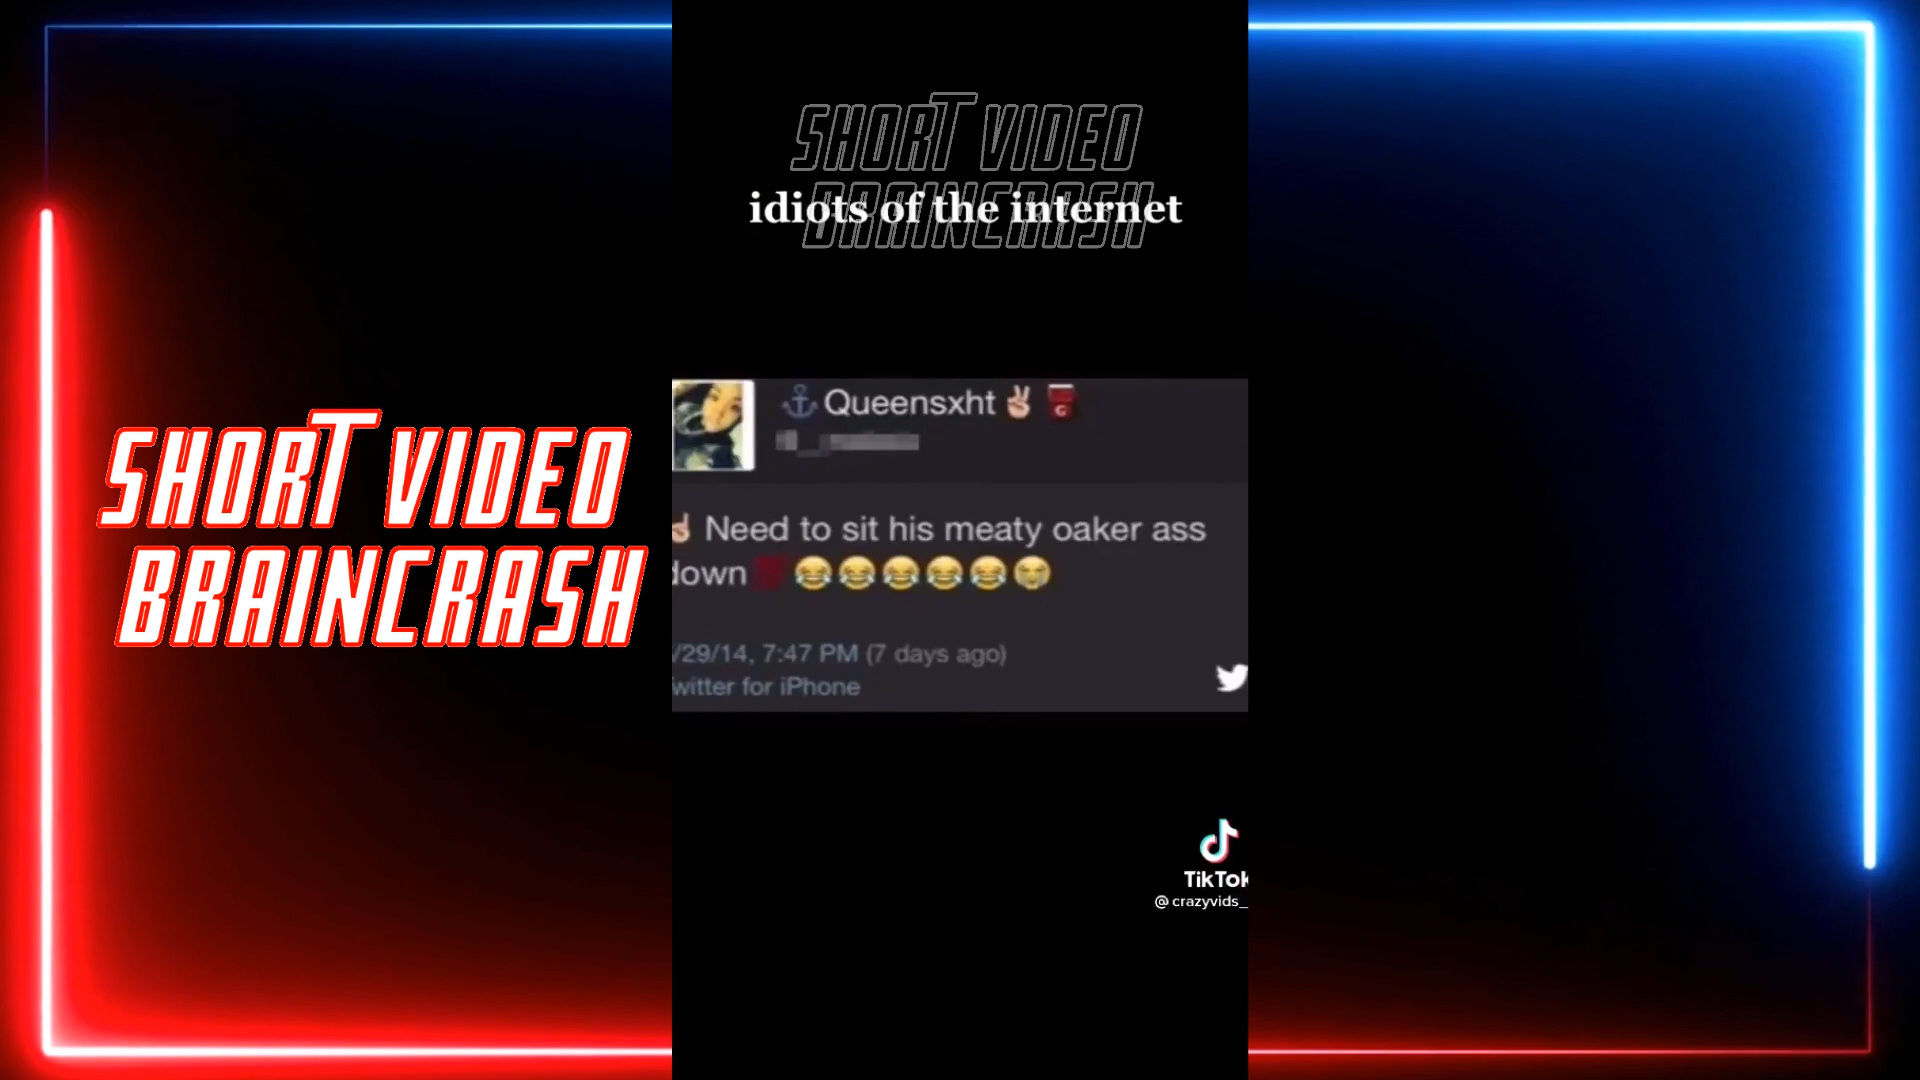 SHORT VIDEO
BRAINCRASH
SHORT VIDEO
BRAINCRASH
idiots of the internet
Queensxht
Need to sit his meaty oaker ass
down 💯😂😂😂😂😂😭
/29/14, 7:47 PM (7 days ago)
witter for iPhone
TikTok
@crazyvids_